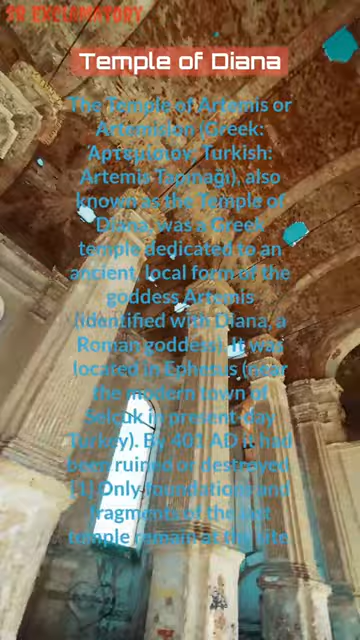 TO EXCLAMATORY
Temple of Diana
The Temple of Artemis or
Artemision (Greek:
Ἀρτεμίσιον; Turkish:
Artemis Tapınağı), also
known as the Temple of
Diana, was a Greek
temple dedicated to an
ancient, local form of the
goddess Artemis
(identified with Diana, a
Roman goddess). It was
located in Ephesus (near
the modern town of
Selçuk in present-day
Turkey). By 401 AD it had
been ruined or destroyed.
[1] Only foundations and
fragments of the last
temple remain at the site.